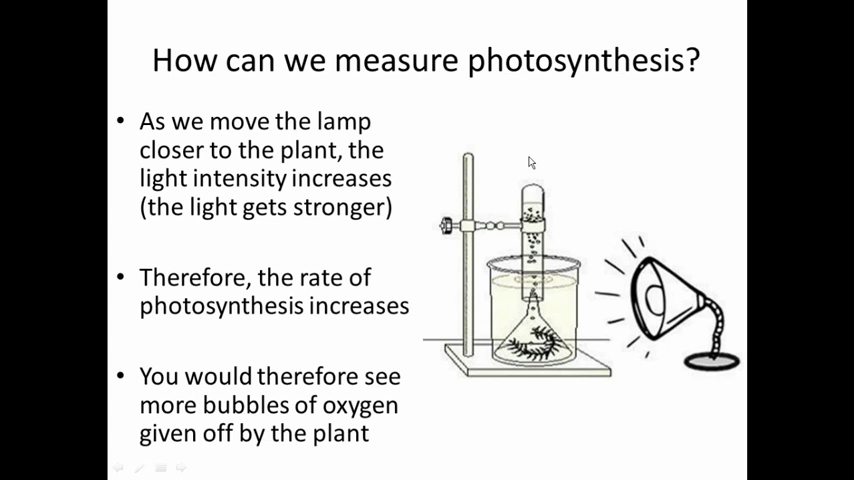 How can we measure photosynthesis?
• As we move the lamp
closer to the plant, the
light intensity increases
(the light gets stronger)
• Therefore, the rate of
photosynthesis increases
• You would therefore see
more bubbles of oxygen
given off by the plant